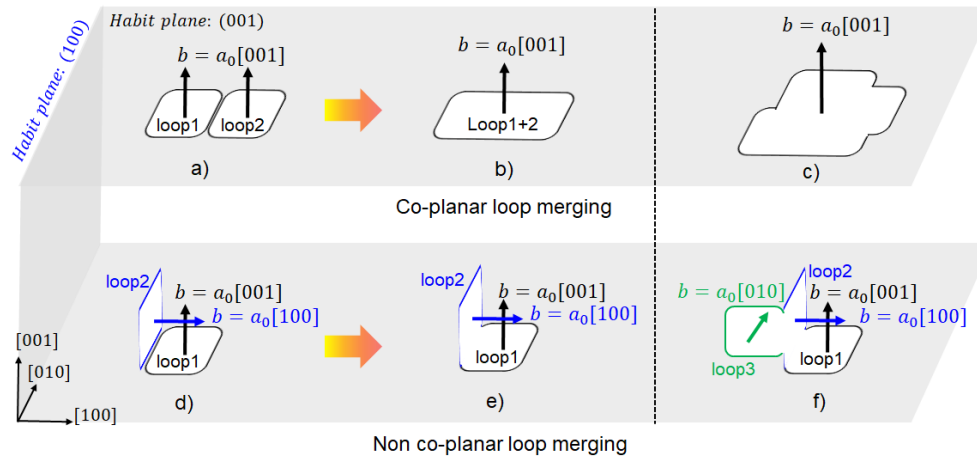 Habit plane: (001)
Habit plane: (100)
b = a₀[001]
loop1
loop2
a)
b = a₀[001]
Loop1+2
b)
b = a₀[001]
c)
Co-planar loop merging
loop2
b = a₀[001]
b = a₀[100]
loop1
d)
loop2
b = a₀[001]
b = a₀[100]
loop1
e)
loop2
b = a₀[010]
b = a₀[001]
b = a₀[100]
loop1
loop3
f)
[001]
[010]
[100]
Non co-planar loop merging